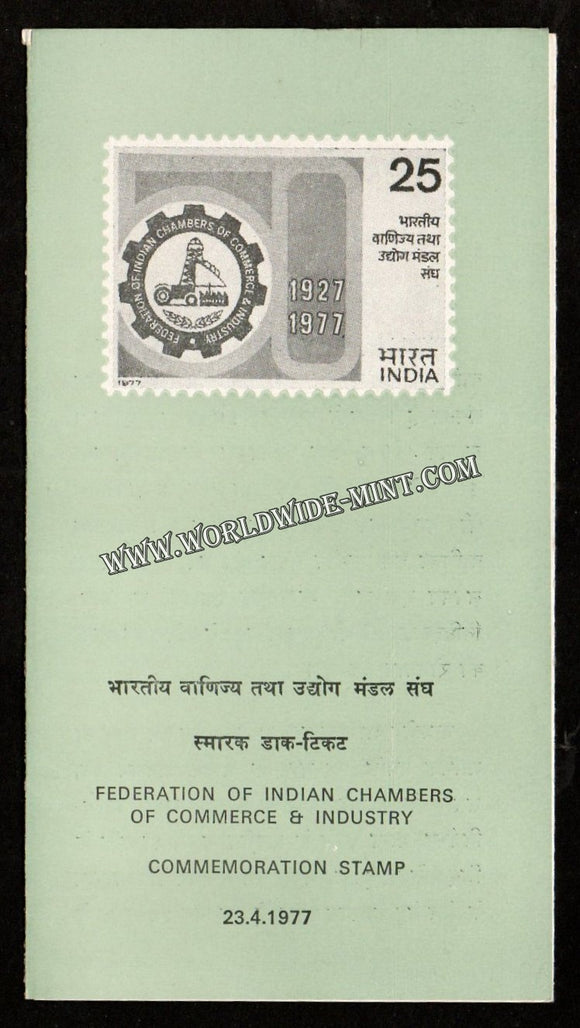 25
भारतीय
वाणिज्य तथा
उद्योग मंडल
संघ
FEDERATION OF INDIAN CHAMBERS OF COMMERCE & INDUSTRY
1927
1977
भारत
INDIA
1977
WWW.WORLDWIDE-MINT.COM
भारतीय वाणिज्य तथा उद्योग मंडल संघ
स्मारक डाक-टिकट
FEDERATION OF INDIAN CHAMBERS
OF COMMERCE & INDUSTRY
COMMEMORATION STAMP
23.4.1977